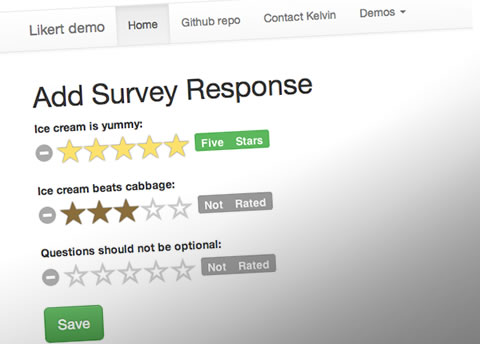 Likert demo Home Github repo Contact Kelvin Demos
Add Survey Response
Ice cream is yummy:
Five Stars
Ice cream beats cabbage:
Not Rated
Questions should not be optional:
Not Rated
Save